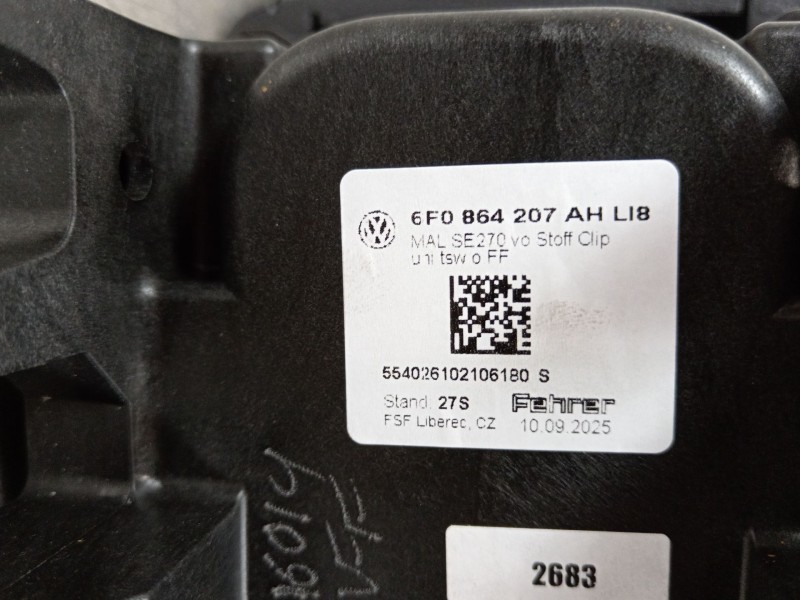 6F0 864 207 AH LI8
MAL SE270 vo Stoff Clip
uni tsw o FF
554026102106180 S
Stand: 27S Fehrer
FSF Liberec, CZ 10.09.2025
2683